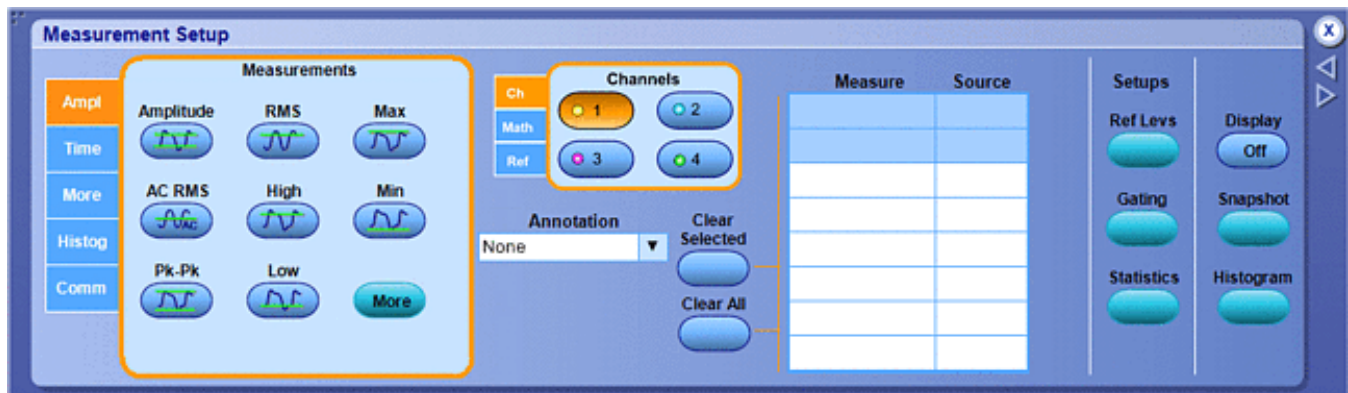 Measurement Setup
X
Ampl
Time
More
Histog
Comm
Measurements
Amplitude
RMS
Max
AC RMS
High
Min
AC
Pk-Pk
Low
More
Ch
Math
Ref
Channels
1
2
3
4
Annotation
None
Clear
Selected
Clear All
Measure
Source
Setups
Ref Levs
Gating
Statistics
Display
Off
Snapshot
Histogram